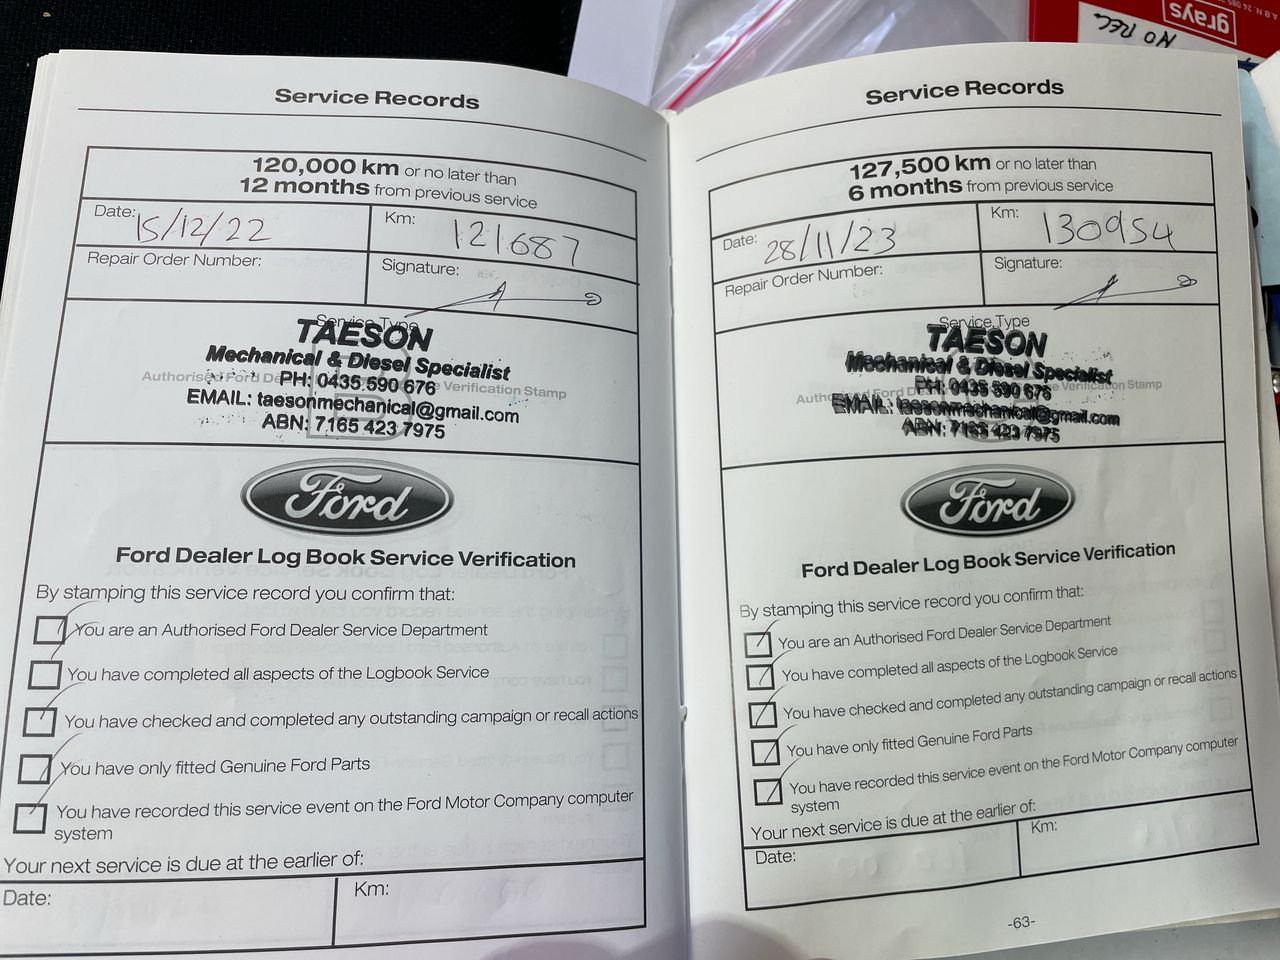 grays
NO REC
Service Records
120,000 km or no later than
12 months from previous service
Date: 15/12/22
Km: 121687
Repair Order Number:
Signature:
Service Type
TAESON
Mechanical & Diesel Specialist
PH: 0435 590 676
EMAIL: taesonmechanical@gmail.com
ABN: 7165 423 7975
Authorised Ford De Verification Stamp
B
Ford
Ford Dealer Log Book Service Verification
By stamping this service record you confirm that:
You are an Authorised Ford Dealer Service Department
You have completed all aspects of the Logbook Service
You have checked and completed any outstanding campaign or recall actions
You have only fitted Genuine Ford Parts
You have recorded this service event on the Ford Motor Company computer
system
Your next service is due at the earlier of:
Date:
Km:
Service Records
127,500 km or no later than
6 months from previous service
Date: 28/11/23
Km: 130954
Repair Order Number:
Signature:
Service Type
TAESON
Mechanical & Diesel Specialist
PH: 0435 590 676
EMAIL: taesonmechanical@gmail.com
ABN: 7165 423 7975
Verification Stamp
Ford
Ford Dealer Log Book Service Verification
By stamping this service record you confirm that:
You are an Authorised Ford Dealer Service Department
You have completed all aspects of the Logbook Service
You have checked and completed any outstanding campaign or recall actions
You have only fitted Genuine Ford Parts
You have recorded this service event on the Ford Motor Company computer
system
Your next service is due at the earlier of:
Date:
Km:
-63-